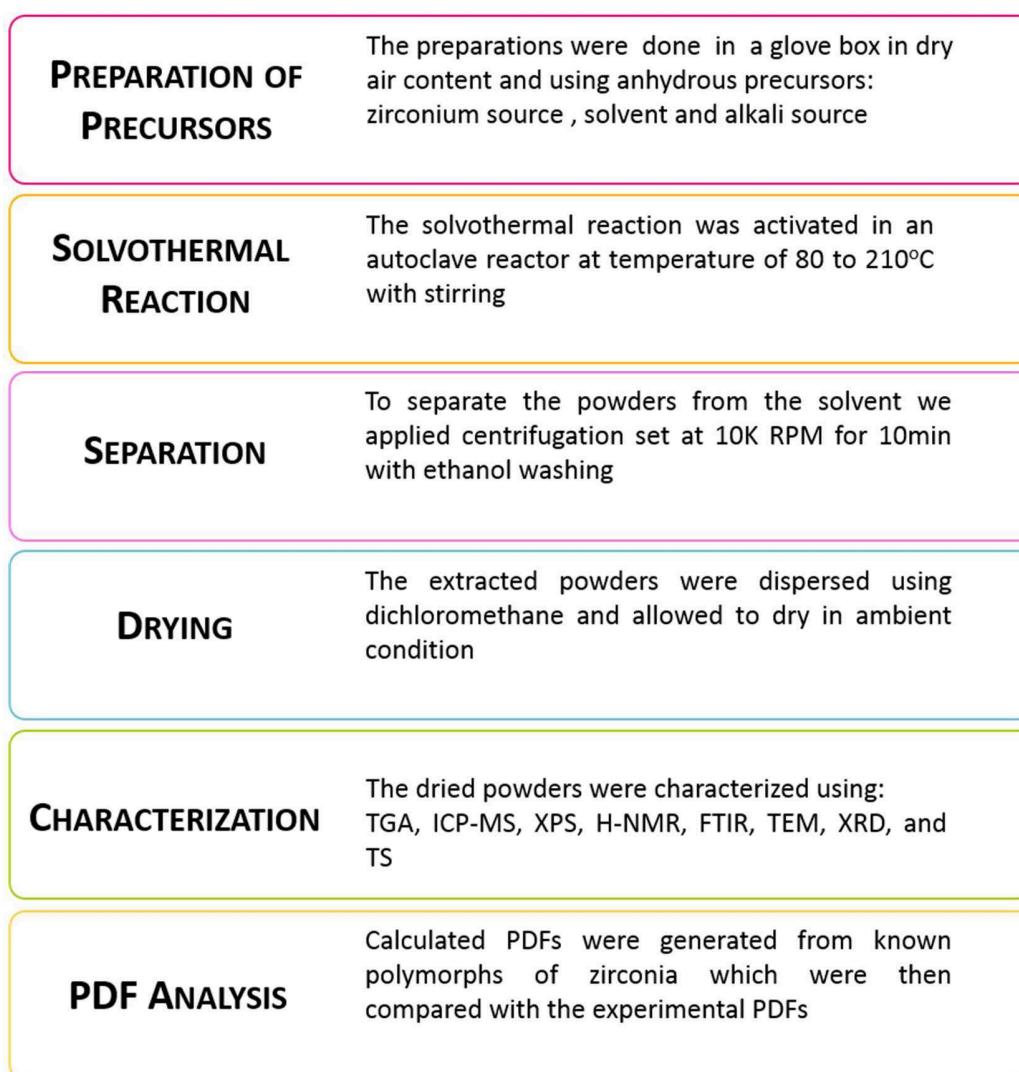 PREPARATION OF
PRECURSORS
The preparations were done in a glove box in dry
air content and using anhydrous precursors:
zirconium source , solvent and alkali source
SOLVOTHERMAL
REACTION
The solvothermal reaction was activated in an
autoclave reactor at temperature of 80 to 210°C
with stirring
SEPARATION
To separate the powders from the solvent we
applied centrifugation set at 10K RPM for 10min
with ethanol washing
DRYING
The extracted powders were dispersed using
dichloromethane and allowed to dry in ambient
condition
CHARACTERIZATION
The dried powders were characterized using:
TGA, ICP-MS, XPS, H-NMR, FTIR, TEM, XRD, and
TS
PDF ANALYSIS
Calculated PDFs were generated from known
polymorphs of zirconia which were then
compared with the experimental PDFs